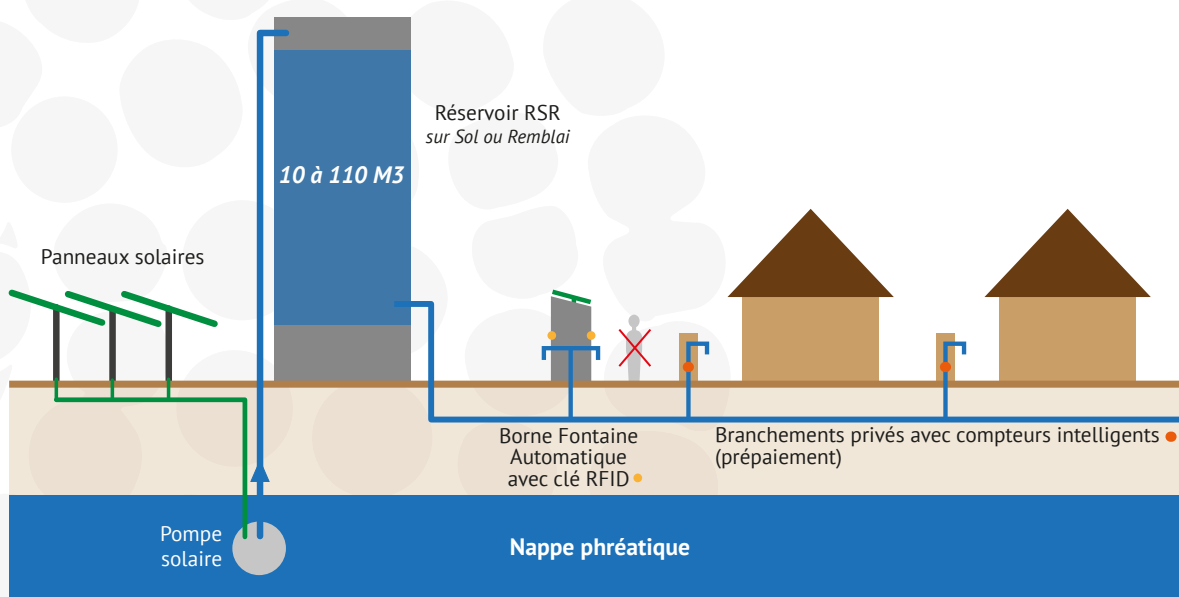 Réservoir RSR
sur Sol ou Remblai
10 à 110 M3
Panneaux solaires
Borne Fontaine
Automatique
avec clé RFID
Branchements privés avec compteurs intelligents
(prépaiement)
Pompe
solaire
Nappe phréatique